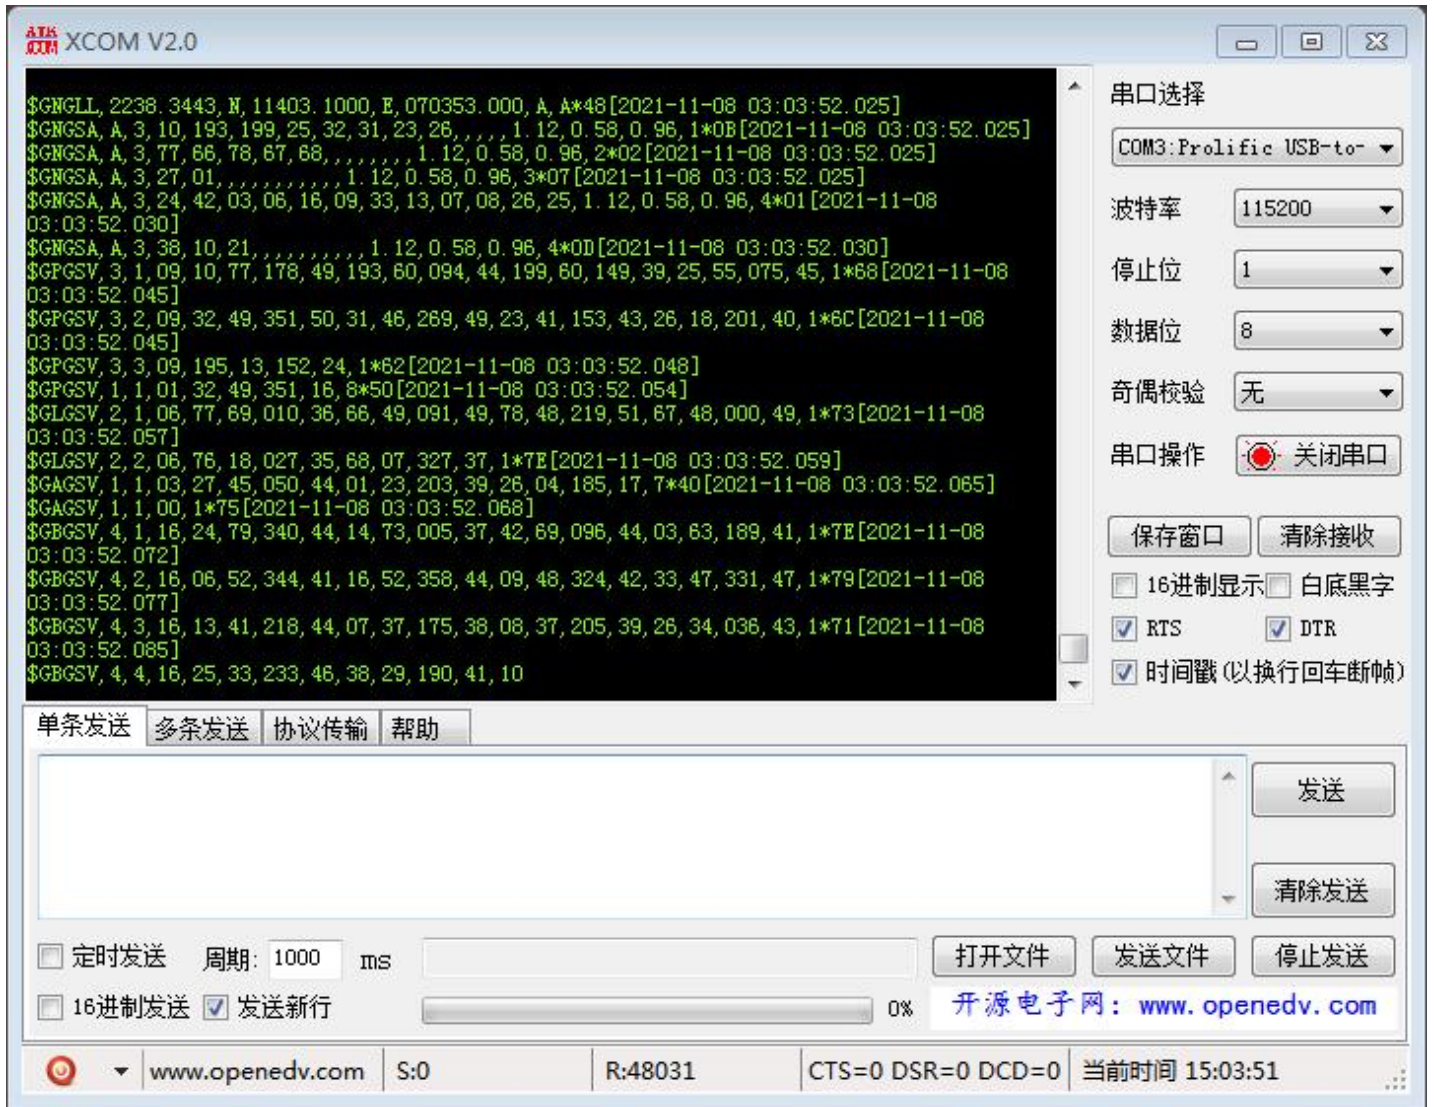 ATK
COM XCOM V2.0
$GNGLL,2238.3443,N,11403.1000,E,070353.000,A,A*48[2021-11-08 03:03:52.025]
$GNGSA,A,3,10,193,199,25,32,31,23,26,,,,,1.12,0.58,0.96,1*0B[2021-11-08 03:03:52.025]
$GNGSA,A,3,77,66,78,67,68,,,,,,,,1.12,0.58,0.96,2*02[2021-11-08 03:03:52.025]
$GNGSA,A,3,27,01,,,,,,,,,,,1.12,0.58,0.96,3*07[2021-11-08 03:03:52.025]
$GNGSA,A,3,24,42,03,06,16,09,33,13,07,08,26,25,1.12,0.58,0.96,4*01[2021-11-08
03:03:52.030]
$GNGSA,A,3,38,10,21,,,,,,,,,,1.12,0.58,0.96,4*0D[2021-11-08 03:03:52.030]
$GPGSV,3,1,09,10,77,178,49,193,60,094,44,199,60,149,39,25,55,075,45,1*68[2021-11-08
03:03:52.045]
$GPGSV,3,2,09,32,49,351,50,31,46,269,49,23,41,153,43,26,18,201,40,1*6C[2021-11-08
03:03:52.045]
$GPGSV,3,3,09,195,13,152,24,1*62[2021-11-08 03:03:52.048]
$GPGSV,1,1,01,32,49,351,16,8*50[2021-11-08 03:03:52.054]
$GLGSV,2,1,06,77,69,010,36,66,49,091,49,78,48,219,51,67,48,000,49,1*73[2021-11-08
03:03:52.057]
$GLGSV,2,2,06,76,18,027,35,68,07,327,37,1*7E[2021-11-08 03:03:52.059]
$GAGSV,1,1,03,27,45,050,44,01,23,203,39,26,04,185,17,7*40[2021-11-08 03:03:52.065]
$GAGSV,1,1,00,1*75[2021-11-08 03:03:52.068]
$GBGSV,4,1,16,24,79,340,44,14,73,005,37,42,69,096,44,03,63,189,41,1*7E[2021-11-08
03:03:52.072]
$GBGSV,4,2,16,06,52,344,41,16,52,358,44,09,48,324,42,33,47,331,47,1*79[2021-11-08
03:03:52.077]
$GBGSV,4,3,16,13,41,218,44,07,37,175,38,08,37,205,39,26,34,036,43,1*71[2021-11-08
03:03:52.085]
$GBGSV,4,4,16,25,33,233,46,38,29,190,41,10
串口选择
COM3:Prolific USB-to-
波特率 115200
停止位 1
数据位 8
奇偶校验 无
串口操作 关闭串口
保存窗口 清除接收
16进制显示 白底黑字
RTS DTR
时间戳(以换行回车断帧)
单条发送 多条发送 协议传输 帮助
发送
清除发送
定时发送 周期: 1000 ms 打开文件 发送文件 停止发送
16进制发送 发送新行 0% 开源电子网: www.openedv.com
www.openedv.com S:0 R:48031 CTS=0 DSR=0 DCD=0 当前时间 15:03:51